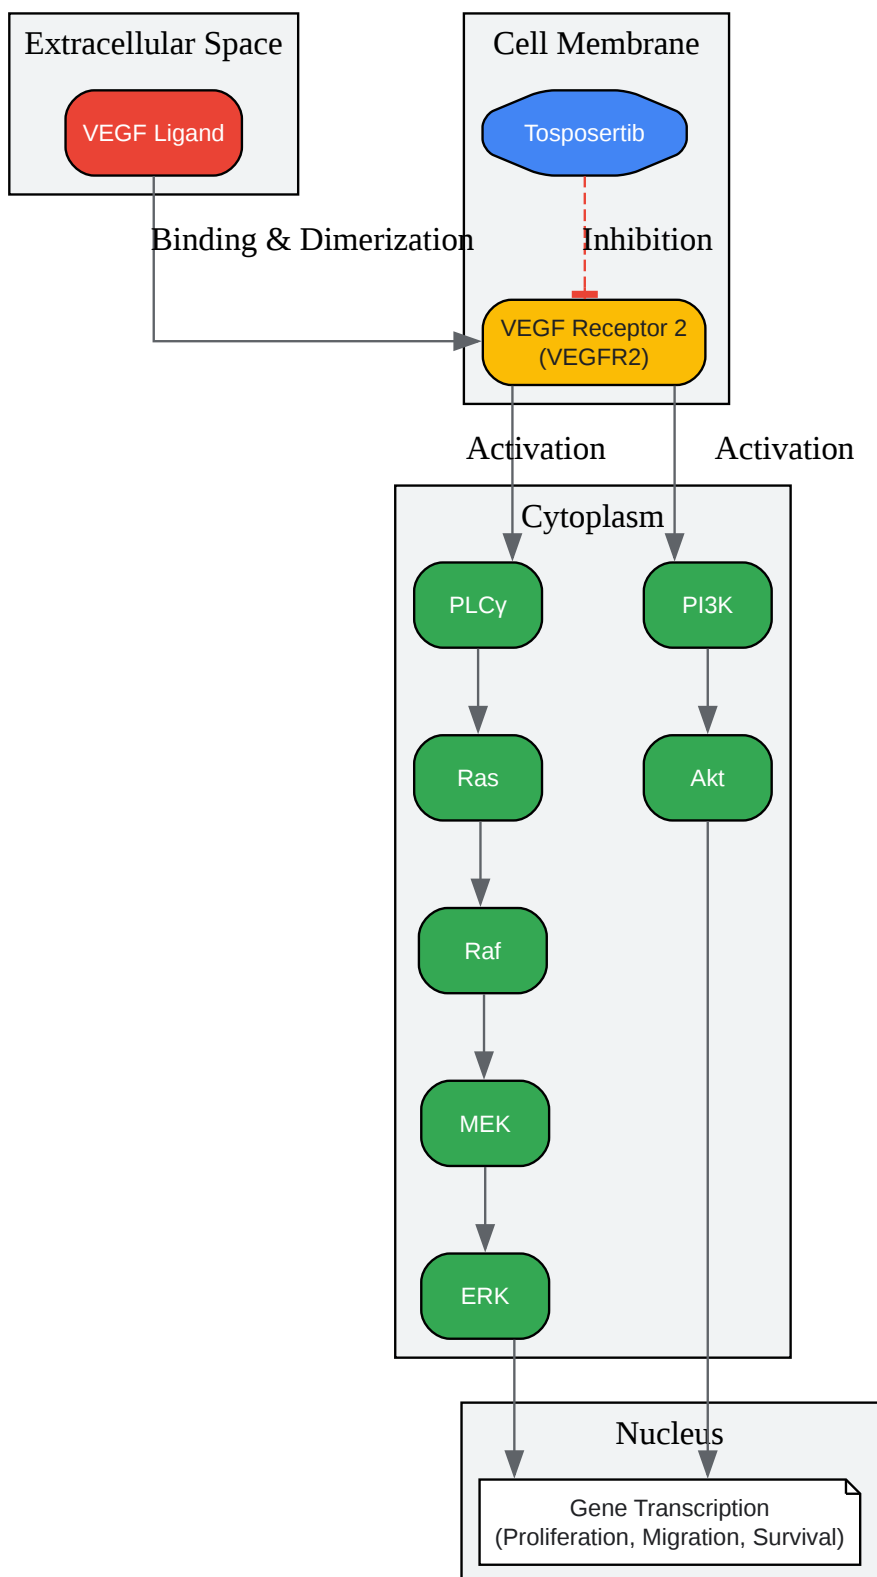 Extracellular Space
VEGF Ligand
Cell Membrane
Tosposertib
Binding & Dimerization
Inhibition
VEGF Receptor 2
(VEGFR2)
Activation
Activation
Cytoplasm
PLCγ
PI3K
Ras
Akt
Raf
MEK
ERK
Nucleus
Gene Transcription
(Proliferation, Migration, Survival)